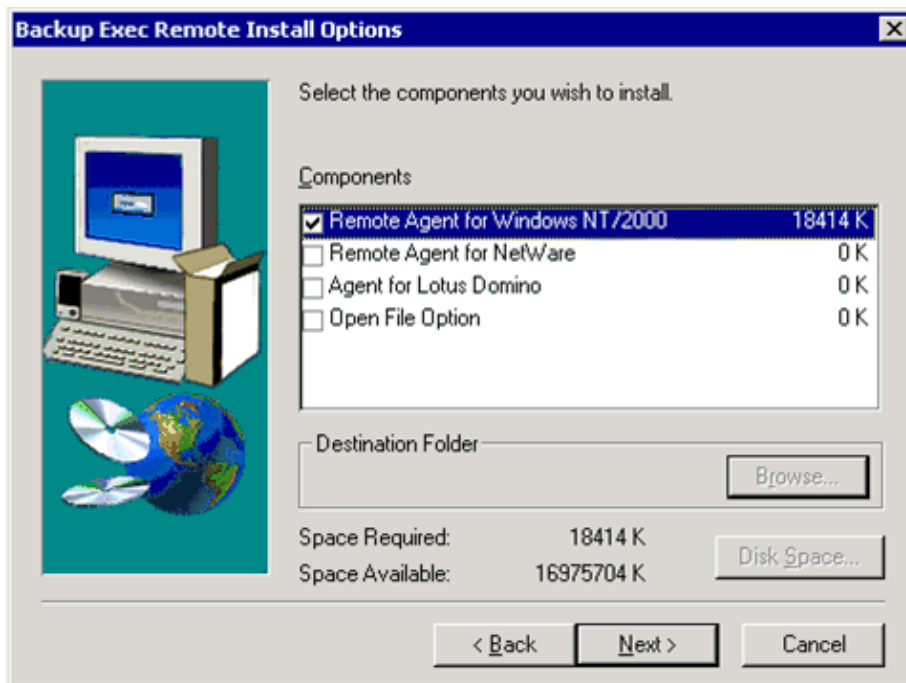 Backup Exec Remote Install Options
Select the components you wish to install.
Components
Remote Agent for Windows NT/2000 18414 K
Remote Agent for NetWare 0 K
Agent for Lotus Domino 0 K
Open File Option 0 K
Destination Folder
Browse...
Space Required: 18414 K
Space Available: 16975704 K
Disk Space...
< Back Next > Cancel